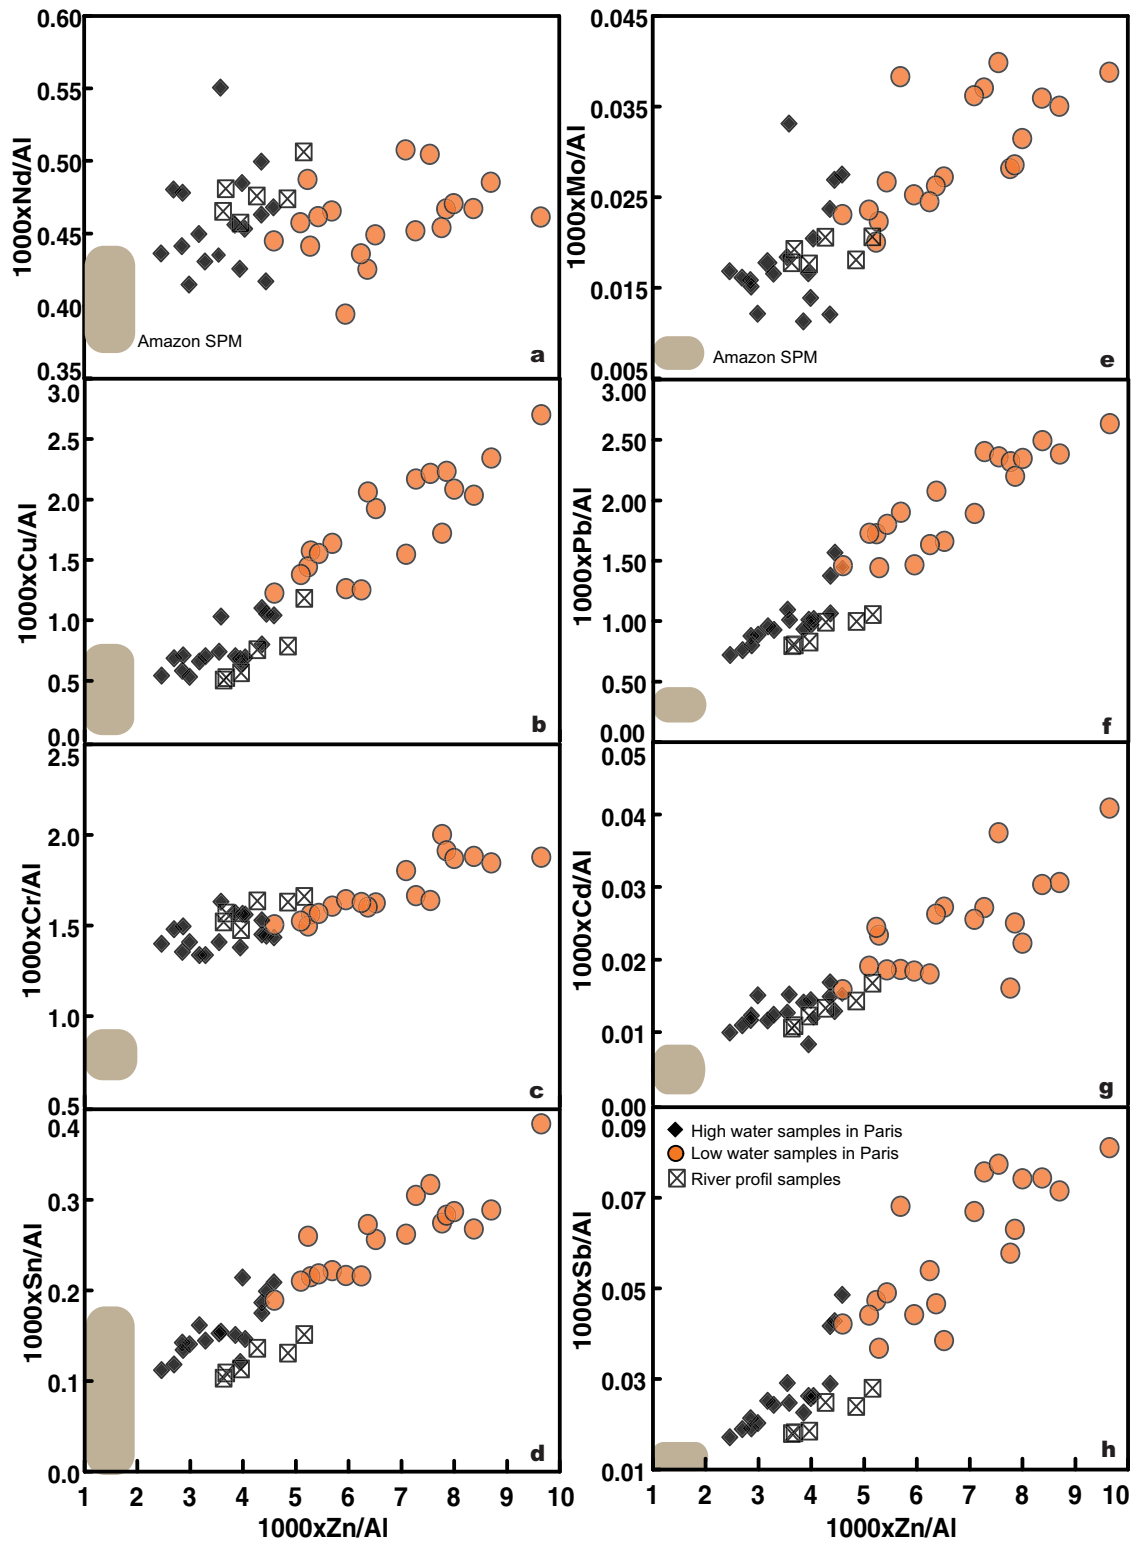 0.60
0.55
0.50
0.45
0.40
0.35
1000xNd/Al
Amazon SPM
a
0.045
0.035
0.025
0.015
0.005
1000xMo/Al
Amazon SPM
e
3.0
2.5
2.0
1.5
1.0
0.5
0.0
1000xCu/Al
b
3.00
2.50
2.00
1.50
1.00
0.50
0.00
1000xPb/Al
f
2.5
2.0
1.5
1.0
0.5
1000xCr/Al
c
0.05
0.04
0.03
0.02
0.01
0.00
1000xCd/Al
g
0.4
0.3
0.2
0.1
0.0
1000xSn/Al
d
1 2 3 4 5 6 7 8 9 10
1000xZn/Al
0.09
0.07
0.05
0.03
0.01
1000xSb/Al
High water samples in Paris
Low water samples in Paris
River profil samples
h
1 2 3 4 5 6 7 8 9 10
1000xZn/Al